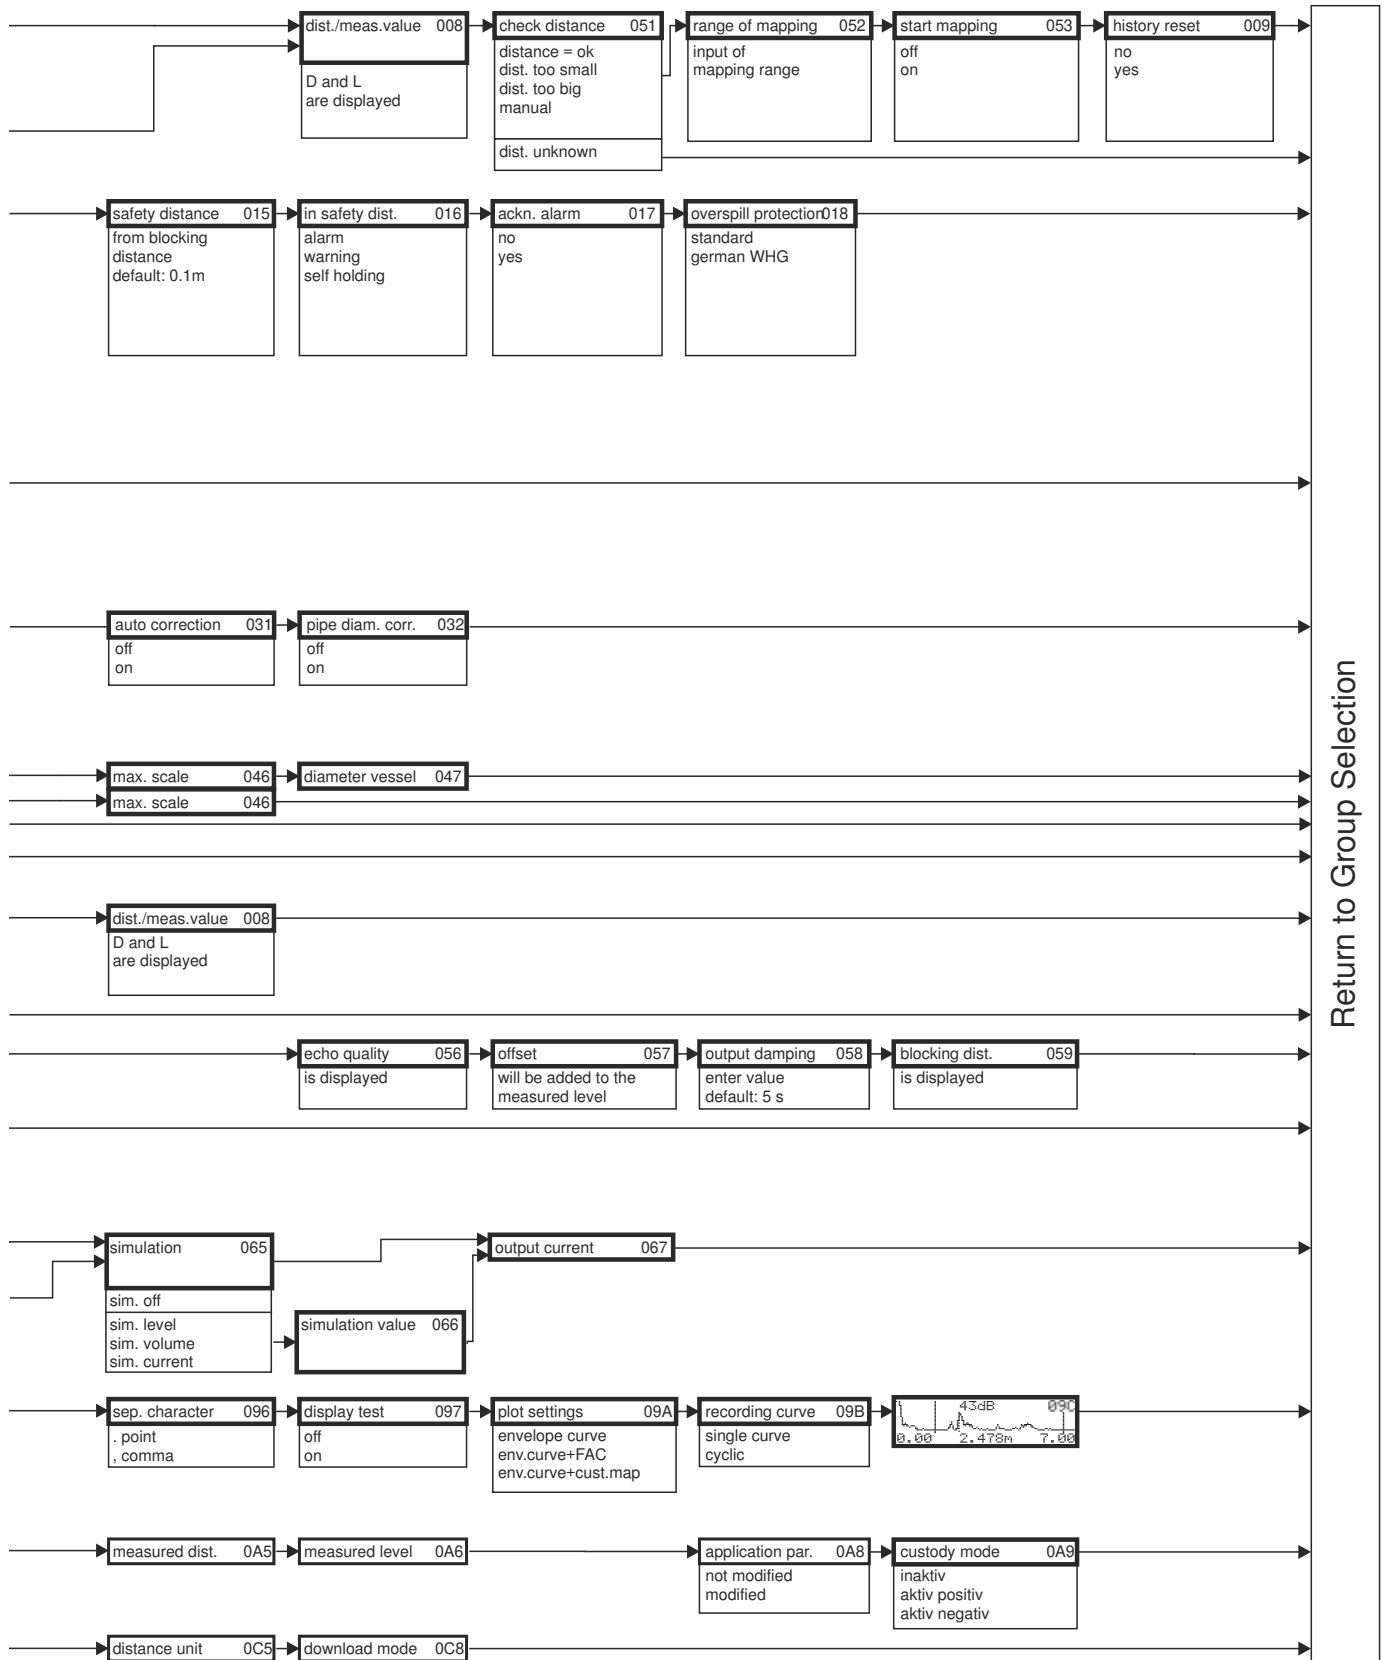 dist./meas.value 008
D and L
are displayed
check distance 051
distance = ok
dist. too small
dist. too big
manual
dist. unknown
range of mapping 052
input of
mapping range
start mapping 053
off
on
history reset 009
no
yes
safety distance 015
from blocking
distance
default: 0.1m
in safety dist. 016
alarm
warning
self holding
ackn. alarm 017
no
yes
overspill protection018
standard
german WHG
auto correction 031
off
on
pipe diam. corr. 032
off
on
max. scale 046
diameter vessel 047
max. scale 046
dist./meas.value 008
D and L
are displayed
echo quality 056
is displayed
offset 057
will be added to the
measured level
output damping 058
enter value
default: 5 s
blocking dist. 059
is displayed
simulation 065
sim. off
sim. level
sim. volume
sim. current
simulation value 066
output current 067
sep. character 096
. point
, comma
display test 097
off
on
plot settings 09A
envelope curve
env.curve+FAC
env.curve+cust.map
recording curve 09B
single curve
cyclic
43dB 09C
0.00 2.478m 7.00
measured dist. 0A5
measured level 0A6
application par. 0A8
not modified
modified
custody mode 0A9
inaktiv
aktiv positiv
aktiv negativ
distance unit 0C5
download mode 0C8
Return to Group Selection